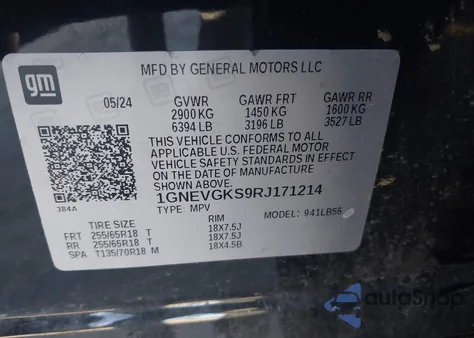 gm
MFD BY GENERAL MOTORS LLC
05/24 GVWR GAWR FRT GAWR RR
2900 KG 1450 KG 1600 KG
6394 LB 3196 LB 3527 LB
THIS VEHICLE CONFORMS TO ALL
APPLICABLE U.S. FEDERAL MOTOR
VEHICLE SAFETY STANDARDS IN EFFECT
ON THE DATE OF MANUFACTURE
SHOWN ABOVE.
384A
1GNEVGKS9RJ171214
TYPE MPV MODEL: 941LB56
TIRE SIZE RIM
FRT 255/65R18 T 18X7.5J
RR 255/65R18 T 18X7.5J
SPA T135/70R18 M 18X4.5B
autoSnap